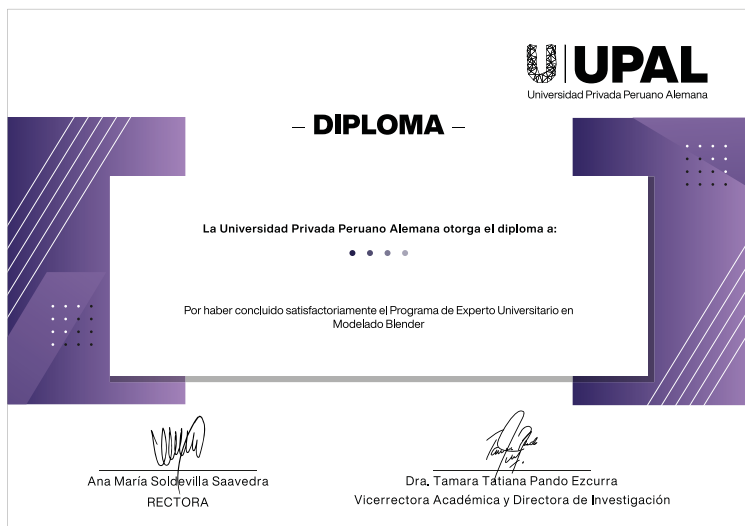 UPAL
Universidad Privada Peruano Alemana
– DIPLOMA –
La Universidad Privada Peruano Alemana otorga el diploma a:
Por haber concluido satisfactoriamente el Programa de Experto Universitario en
Modelado Blender
Ana María Soldevilla Saavedra
RECTORA
Dra. Tamara Tatiana Pando Ezcurra
Vicerrectora Académica y Directora de Investigación